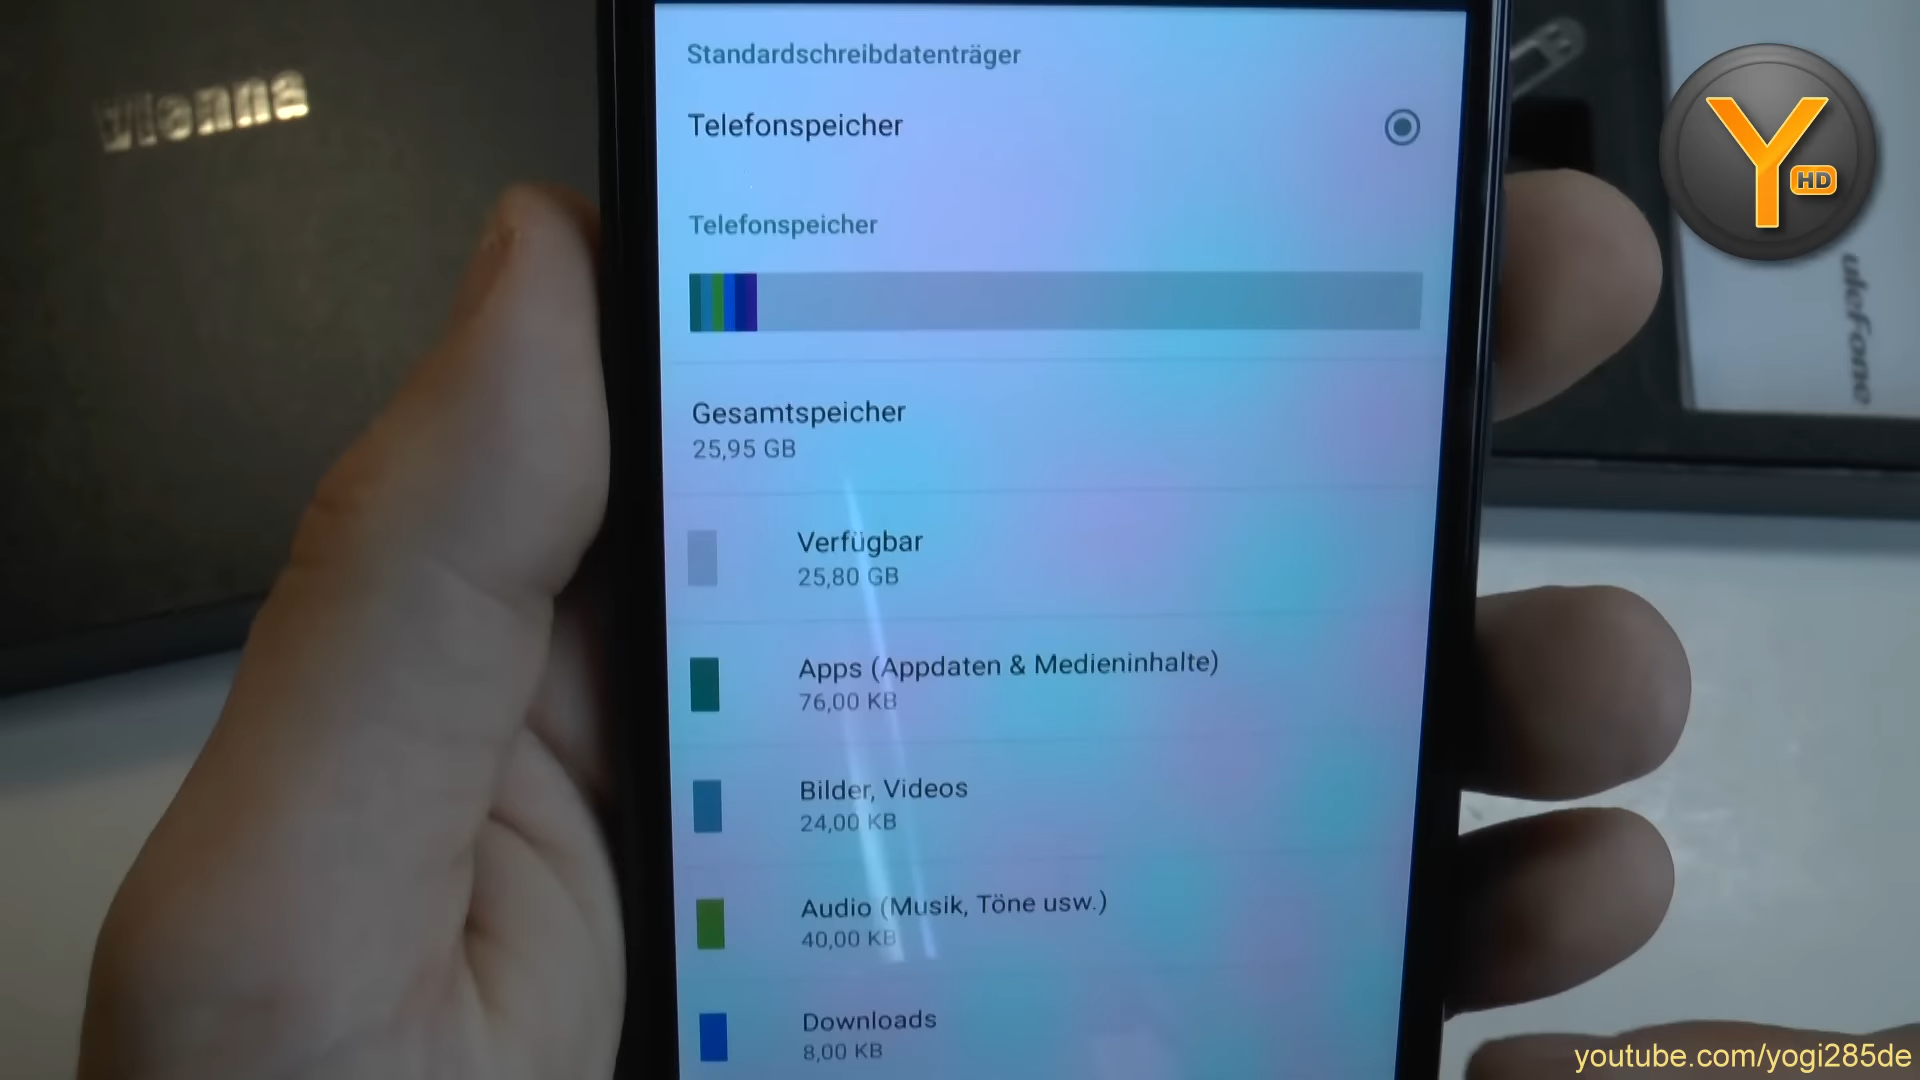 Vienna
Standardschreibdatenträger
Telefonspeicher
Y HD
Telefonspeicher
uleFone
Gesamtspeicher
25,95 GB
Verfügbar
25,80 GB
Apps (Appdaten & Medieninhalte)
76,00 KB
Bilder, Videos
24,00 KB
Audio (Musik, Töne usw.)
40,00 KB
Downloads
8,00 KB
youtube.com/yogi285de